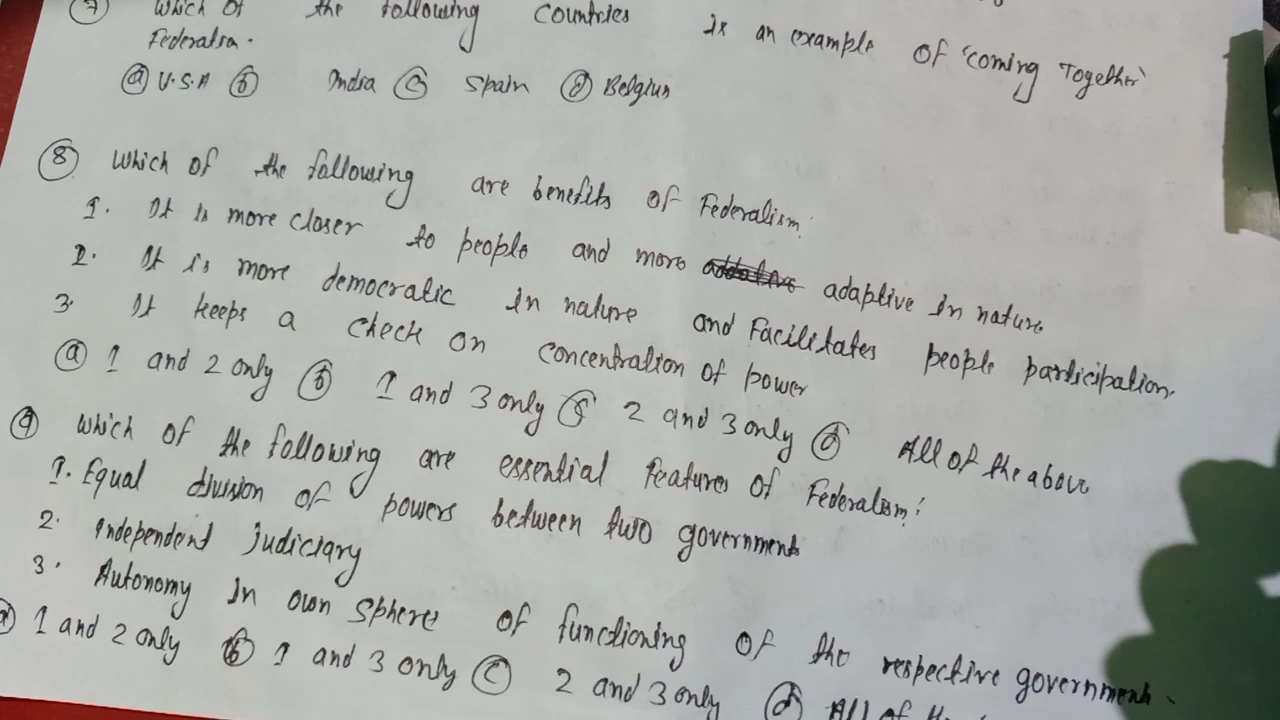 7 Which of the following countries is an example of 'coming Together'
Federatism.
(a) U.S.A (b) India (c) Spain (d) Belgium
8 Which of the following are benefits of Federalism:
1. It is more closer to people and more adaptive in nature
2. It is more democratic in nature and Facilitates people participation.
3 It keeps a check on concentration of power
(a) 1 and 2 only (b) 1 and 3 only (c) 2 and 3 only (d) All of the above
9 Which of the following are essential features of Federalism:
1. Equal division of powers between two governments
2. Independent Judiciary
3. Autonomy in own spheres of functioning of the respective governments.
(a) 1 and 2 only (b) 1 and 3 only (c) 2 and 3 only (d) All of the